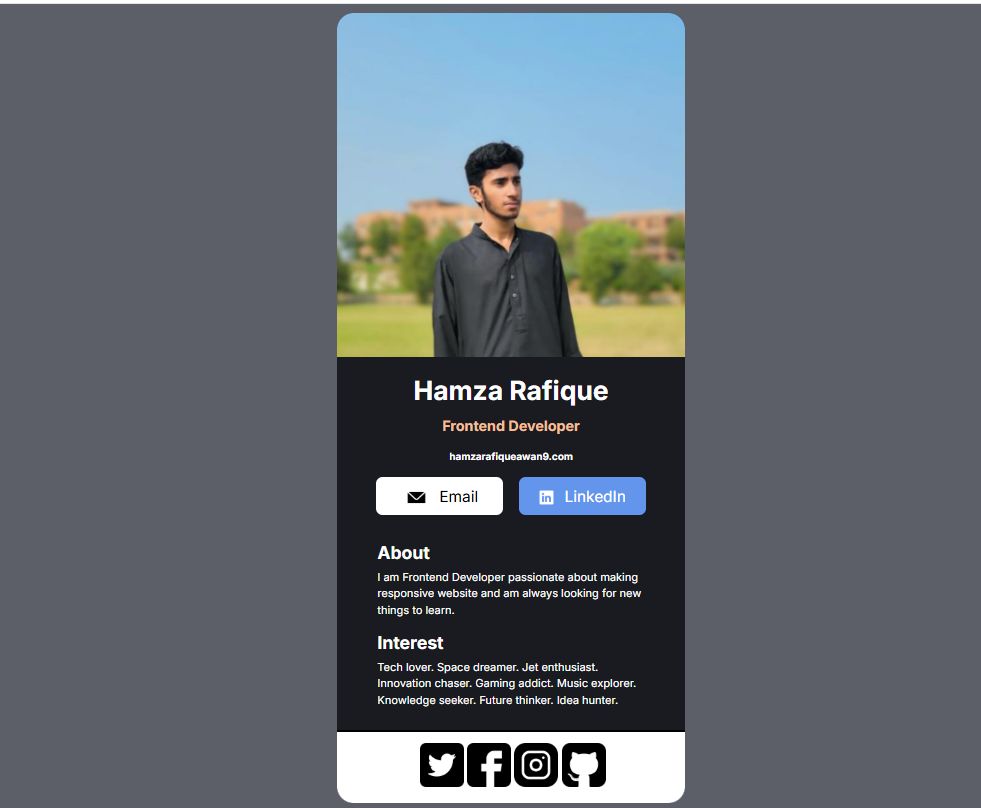 Hamza Rafique
Frontend Developer
hamzarafiqueawan9.com
Email
LinkedIn
About
I am Frontend Developer passionate about making
responsive website and am always looking for new
things to learn.
Interest
Tech lover. Space dreamer. Jet enthusiast.
Innovation chaser. Gaming addict. Music explorer.
Knowledge seeker. Future thinker. Idea hunter.